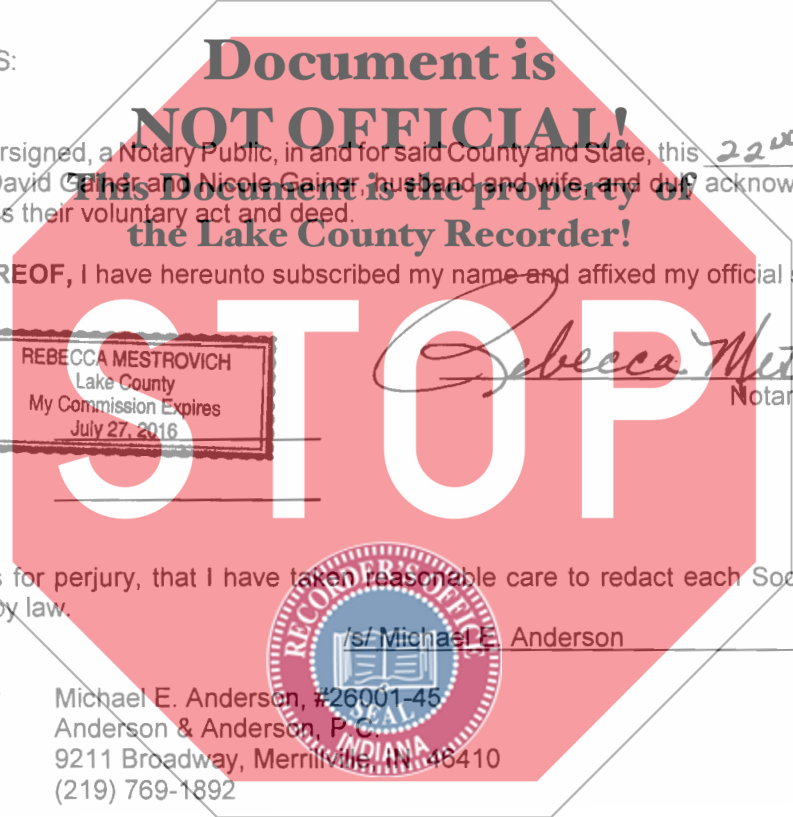 Document is
S:
NOT OFFICIAL!
rsigned, a Notary Public, in and for said County and State, this 22
David Gainer and Nicole Gainer, husband and wife, and duly acknow
This Document is the property of
s their voluntary act and deed.
the Lake County Recorder!
REOF, I have hereunto subscribed my name and affixed my official s
STOP
REBECCA MESTROVICH
Lake County
My Commission Expires
July 27, 2016
Rebecca Mest
Notar
s for perjury, that I have taken reasonable care to redact each Soc
by law.
/s/ Michael E. Anderson
RECORDER'S OFFICE
SEAL
INDIANA
Michael E. Anderson, #26001-45
Anderson & Anderson, P.C.
9211 Broadway, Merrillville, IN 46410
(219) 769-1892